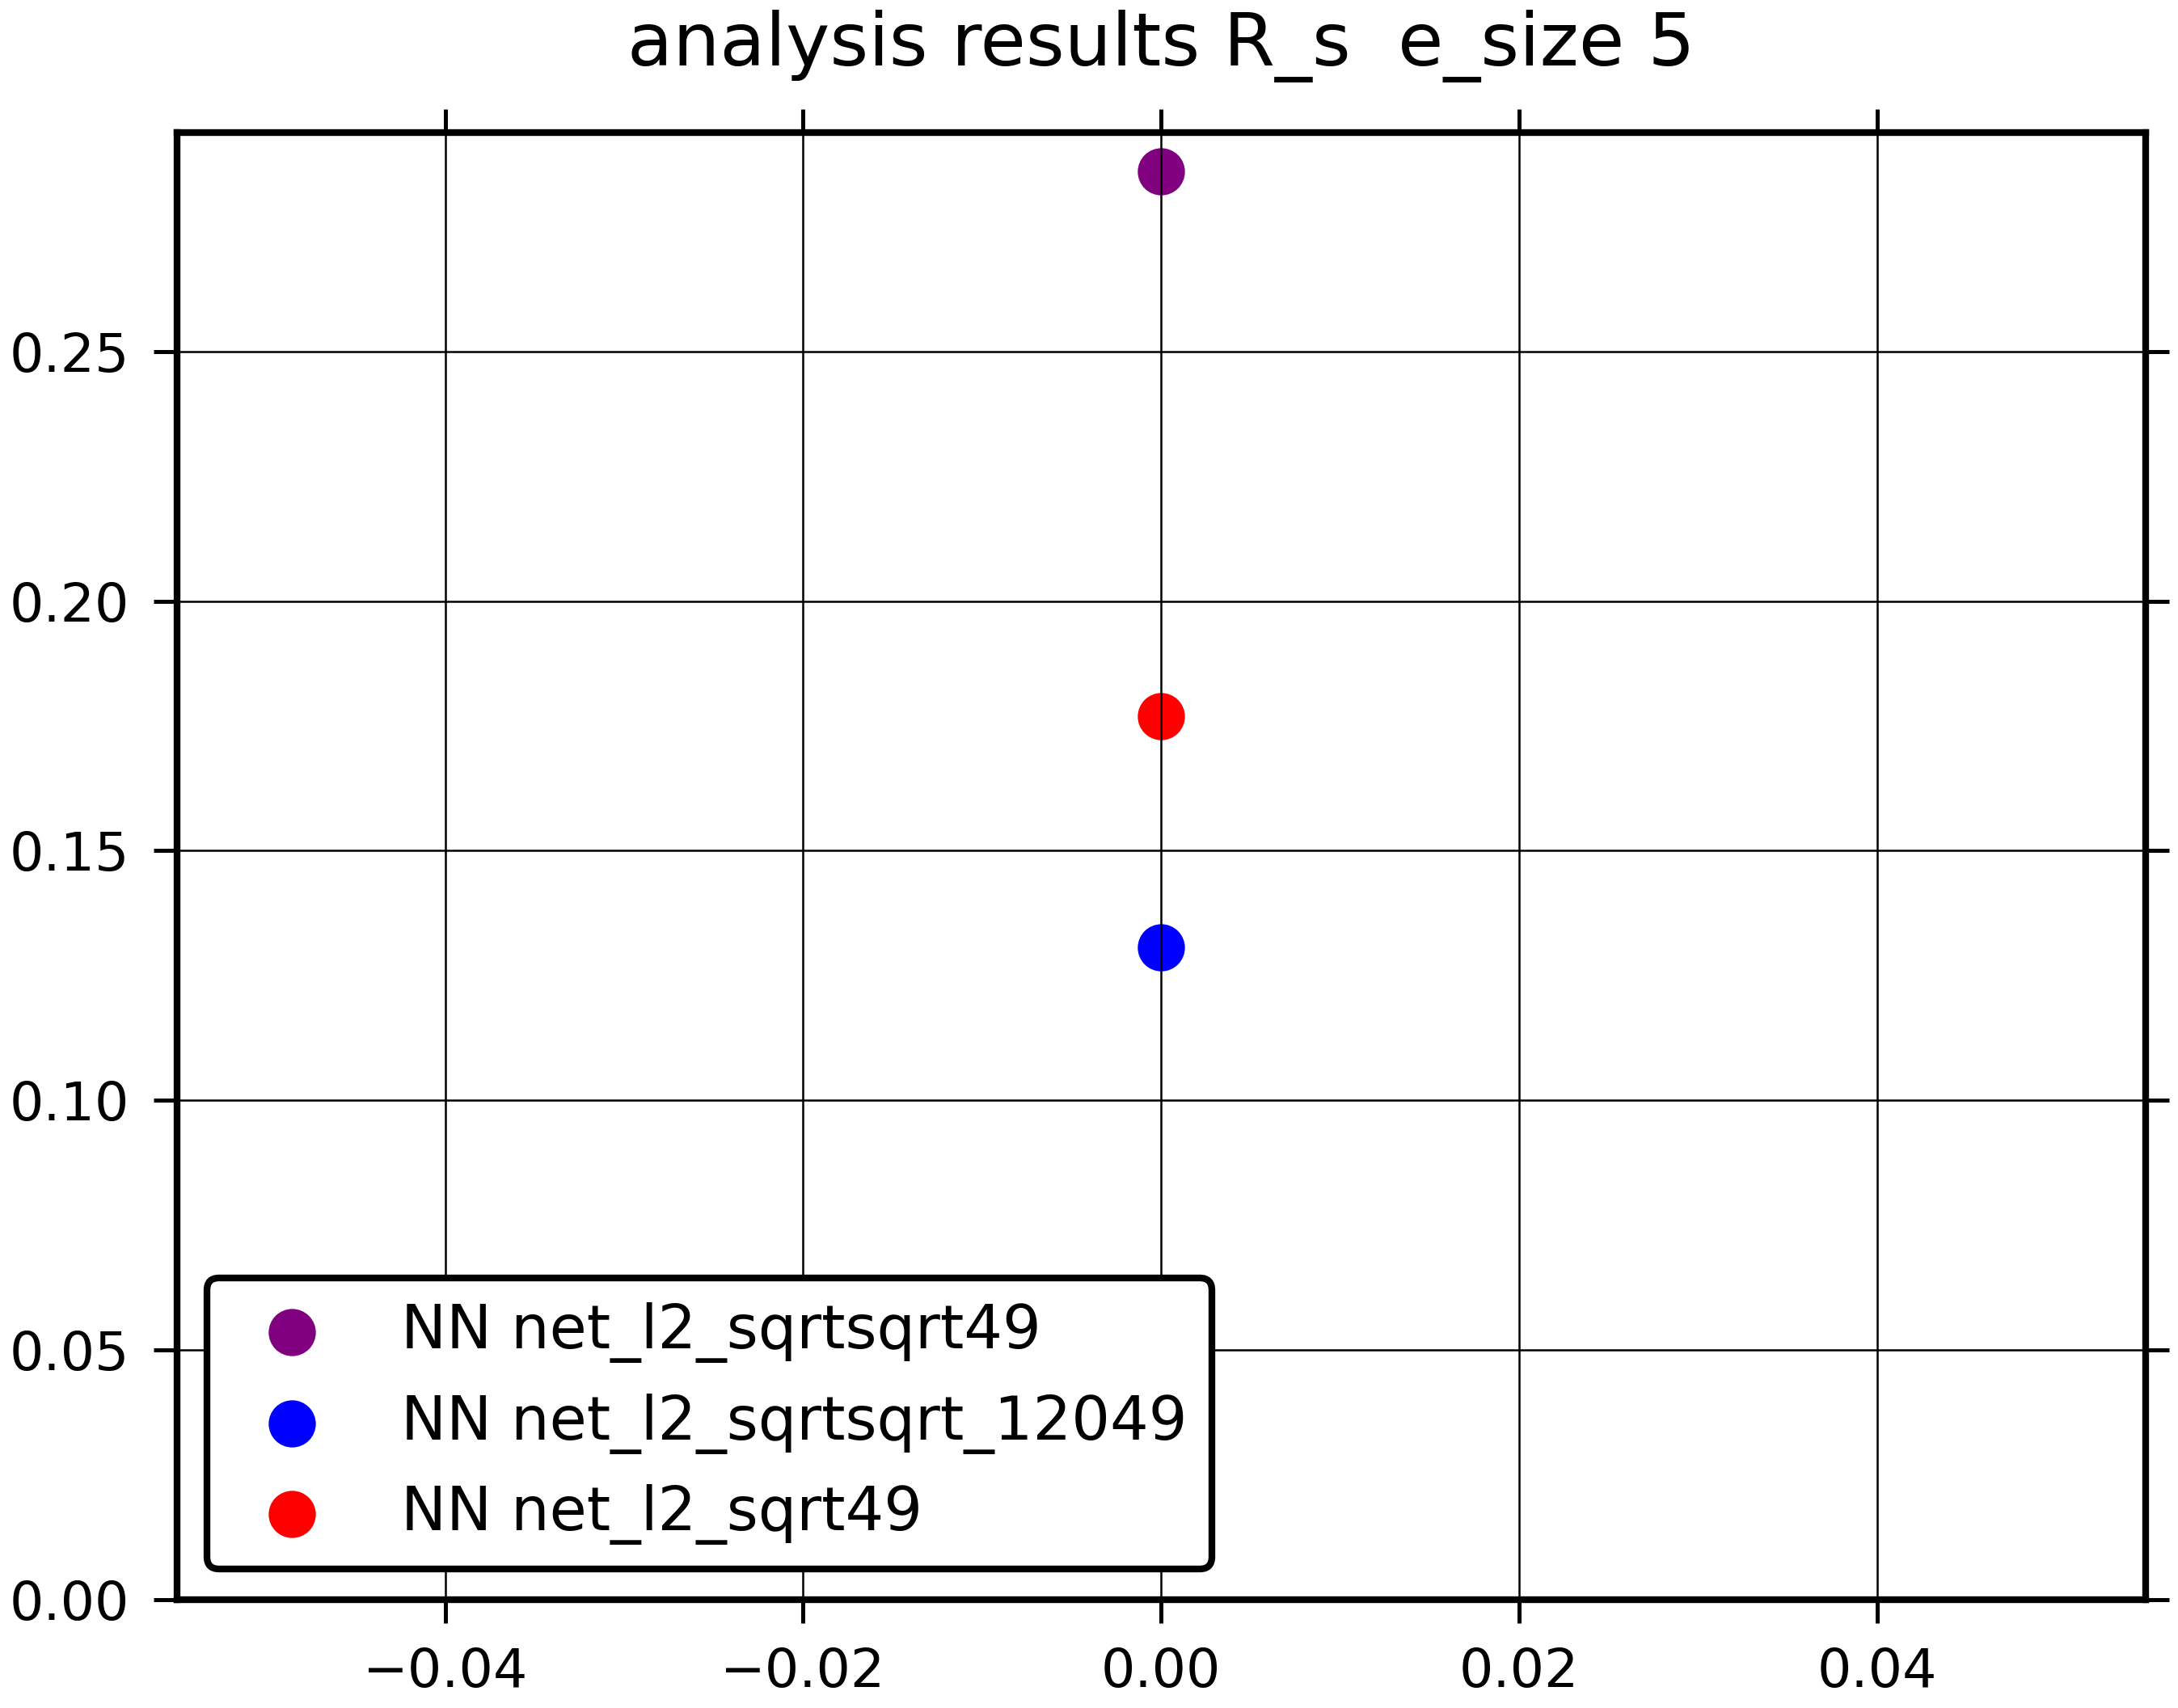 analysis results R_s  e_size 5
0.25
0.20
0.15
0.10
0.05
0.00
NN net_l2_sqrtsqrt49
NN net_l2_sqrtsqrt_12049
NN net_l2_sqrt49
−0.04 −0.02 0.00 0.02 0.04